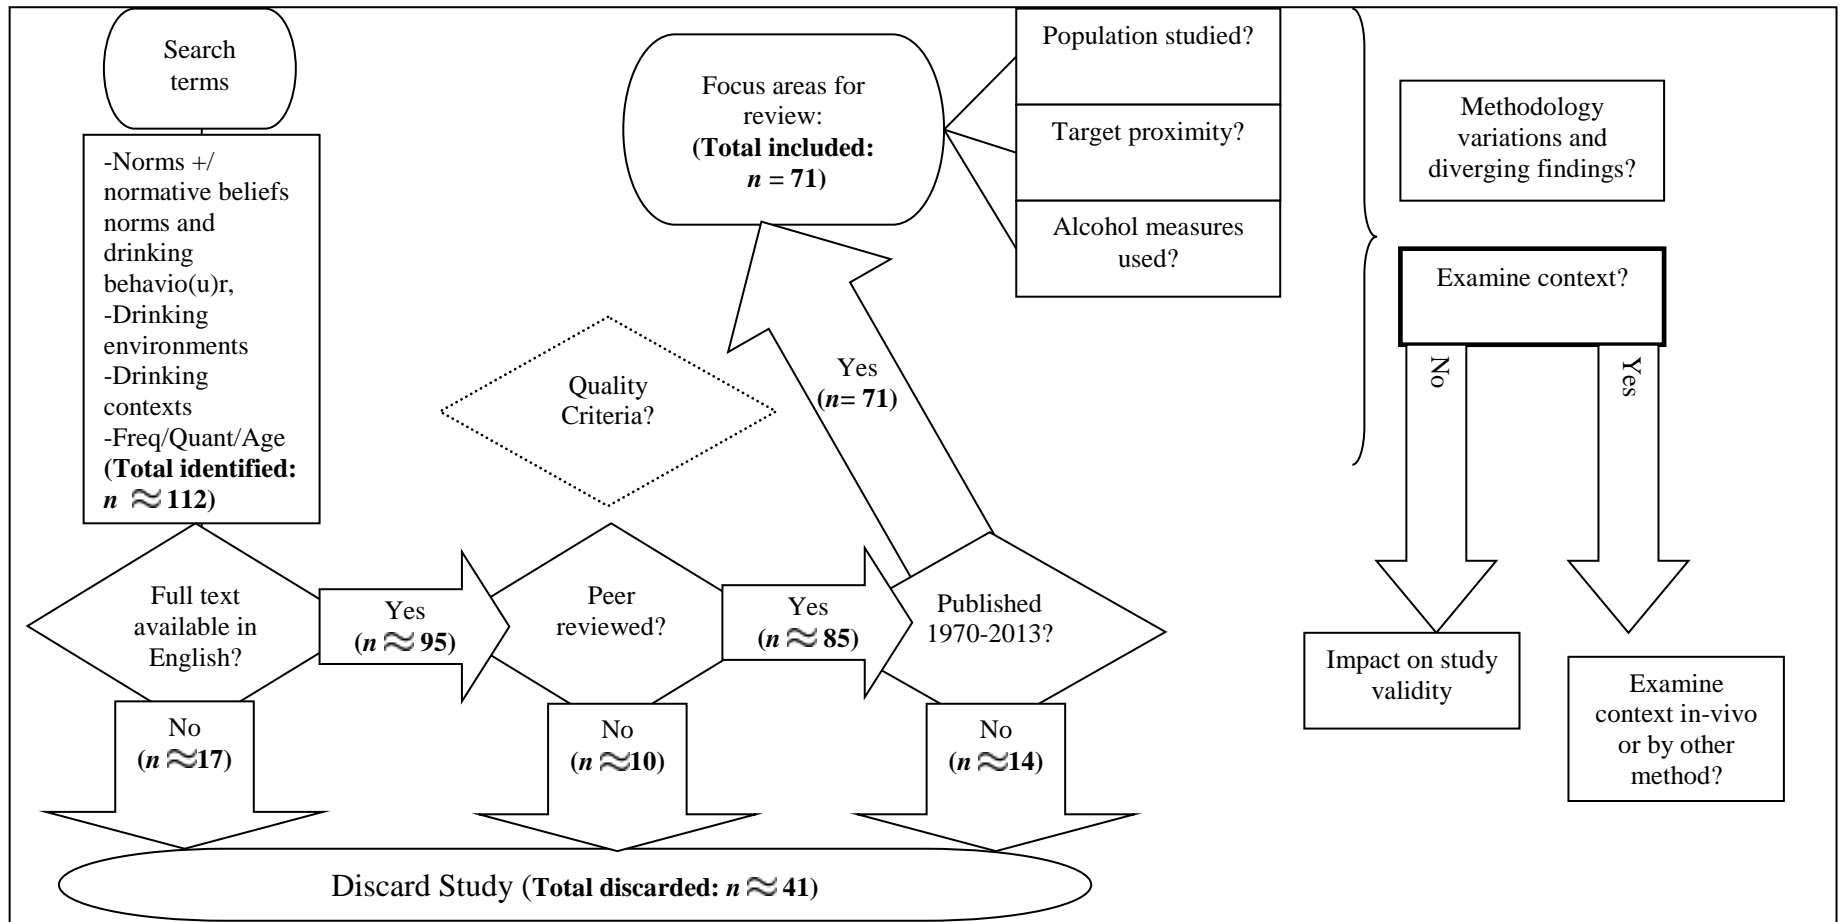 Search
terms
-Norms +/
normative beliefs
norms and
drinking
behavio(u)r,
-Drinking
environments
-Drinking
contexts
-Freq/Quant/Age
(Total identified:
n ≈ 112)
Full text
available in
English?
Yes
(n ≈ 95)
No
(n ≈17)
Quality
Criteria?
Peer
reviewed?
Yes
(n ≈ 85)
No
(n ≈10)
Published
1970-2013?
Yes
(n= 71)
No
(n ≈14)
Discard Study (Total discarded: n ≈ 41)
Focus areas for
review:
(Total included:
n = 71)
Population studied?
Target proximity?
Alcohol measures
used?
Methodology
variations and
diverging findings?
Examine context?
No
Yes
Impact on study
validity
Examine
context in-vivo
or by other
method?